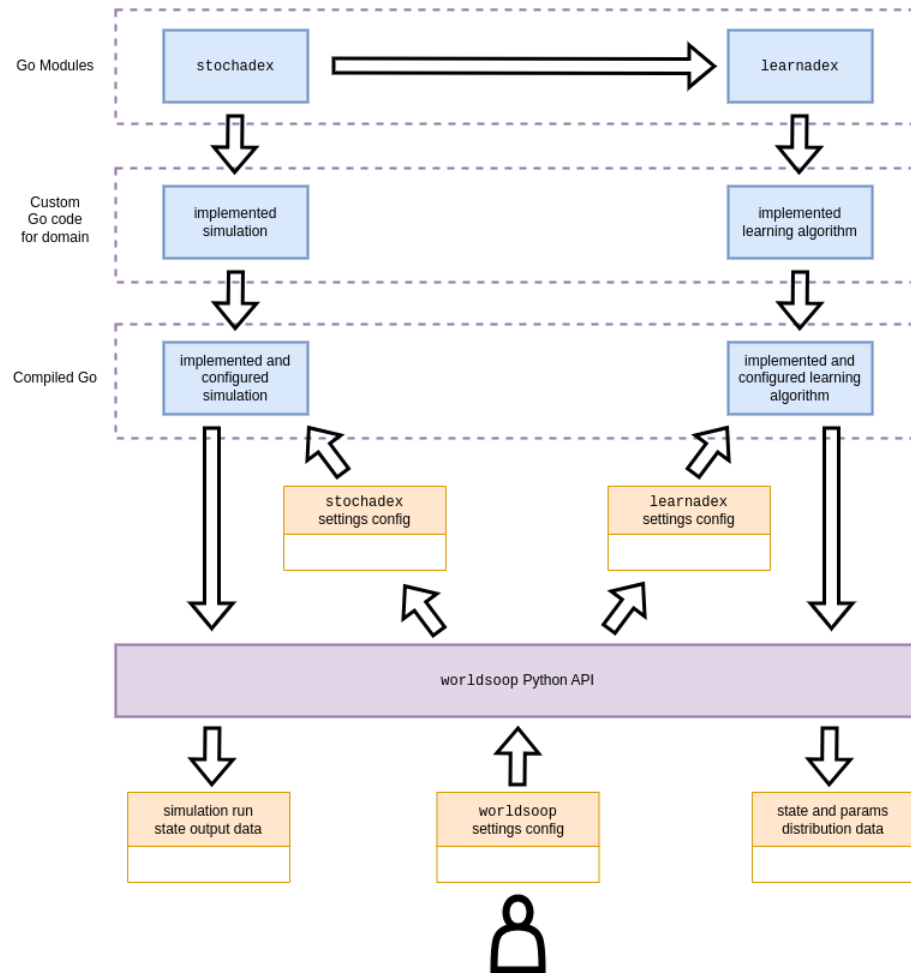 Go Modules
stochadex
learnadex
Custom
Go code
for domain
implemented
simulation
implemented
learning algorithm
Compiled Go
implemented and
configured
simulation
implemented and
configured learning
algorithm
stochadex
settings config
learnadex
settings config
worldsoop Python API
simulation run
state output data
worldsoop
settings config
state and params
distribution data